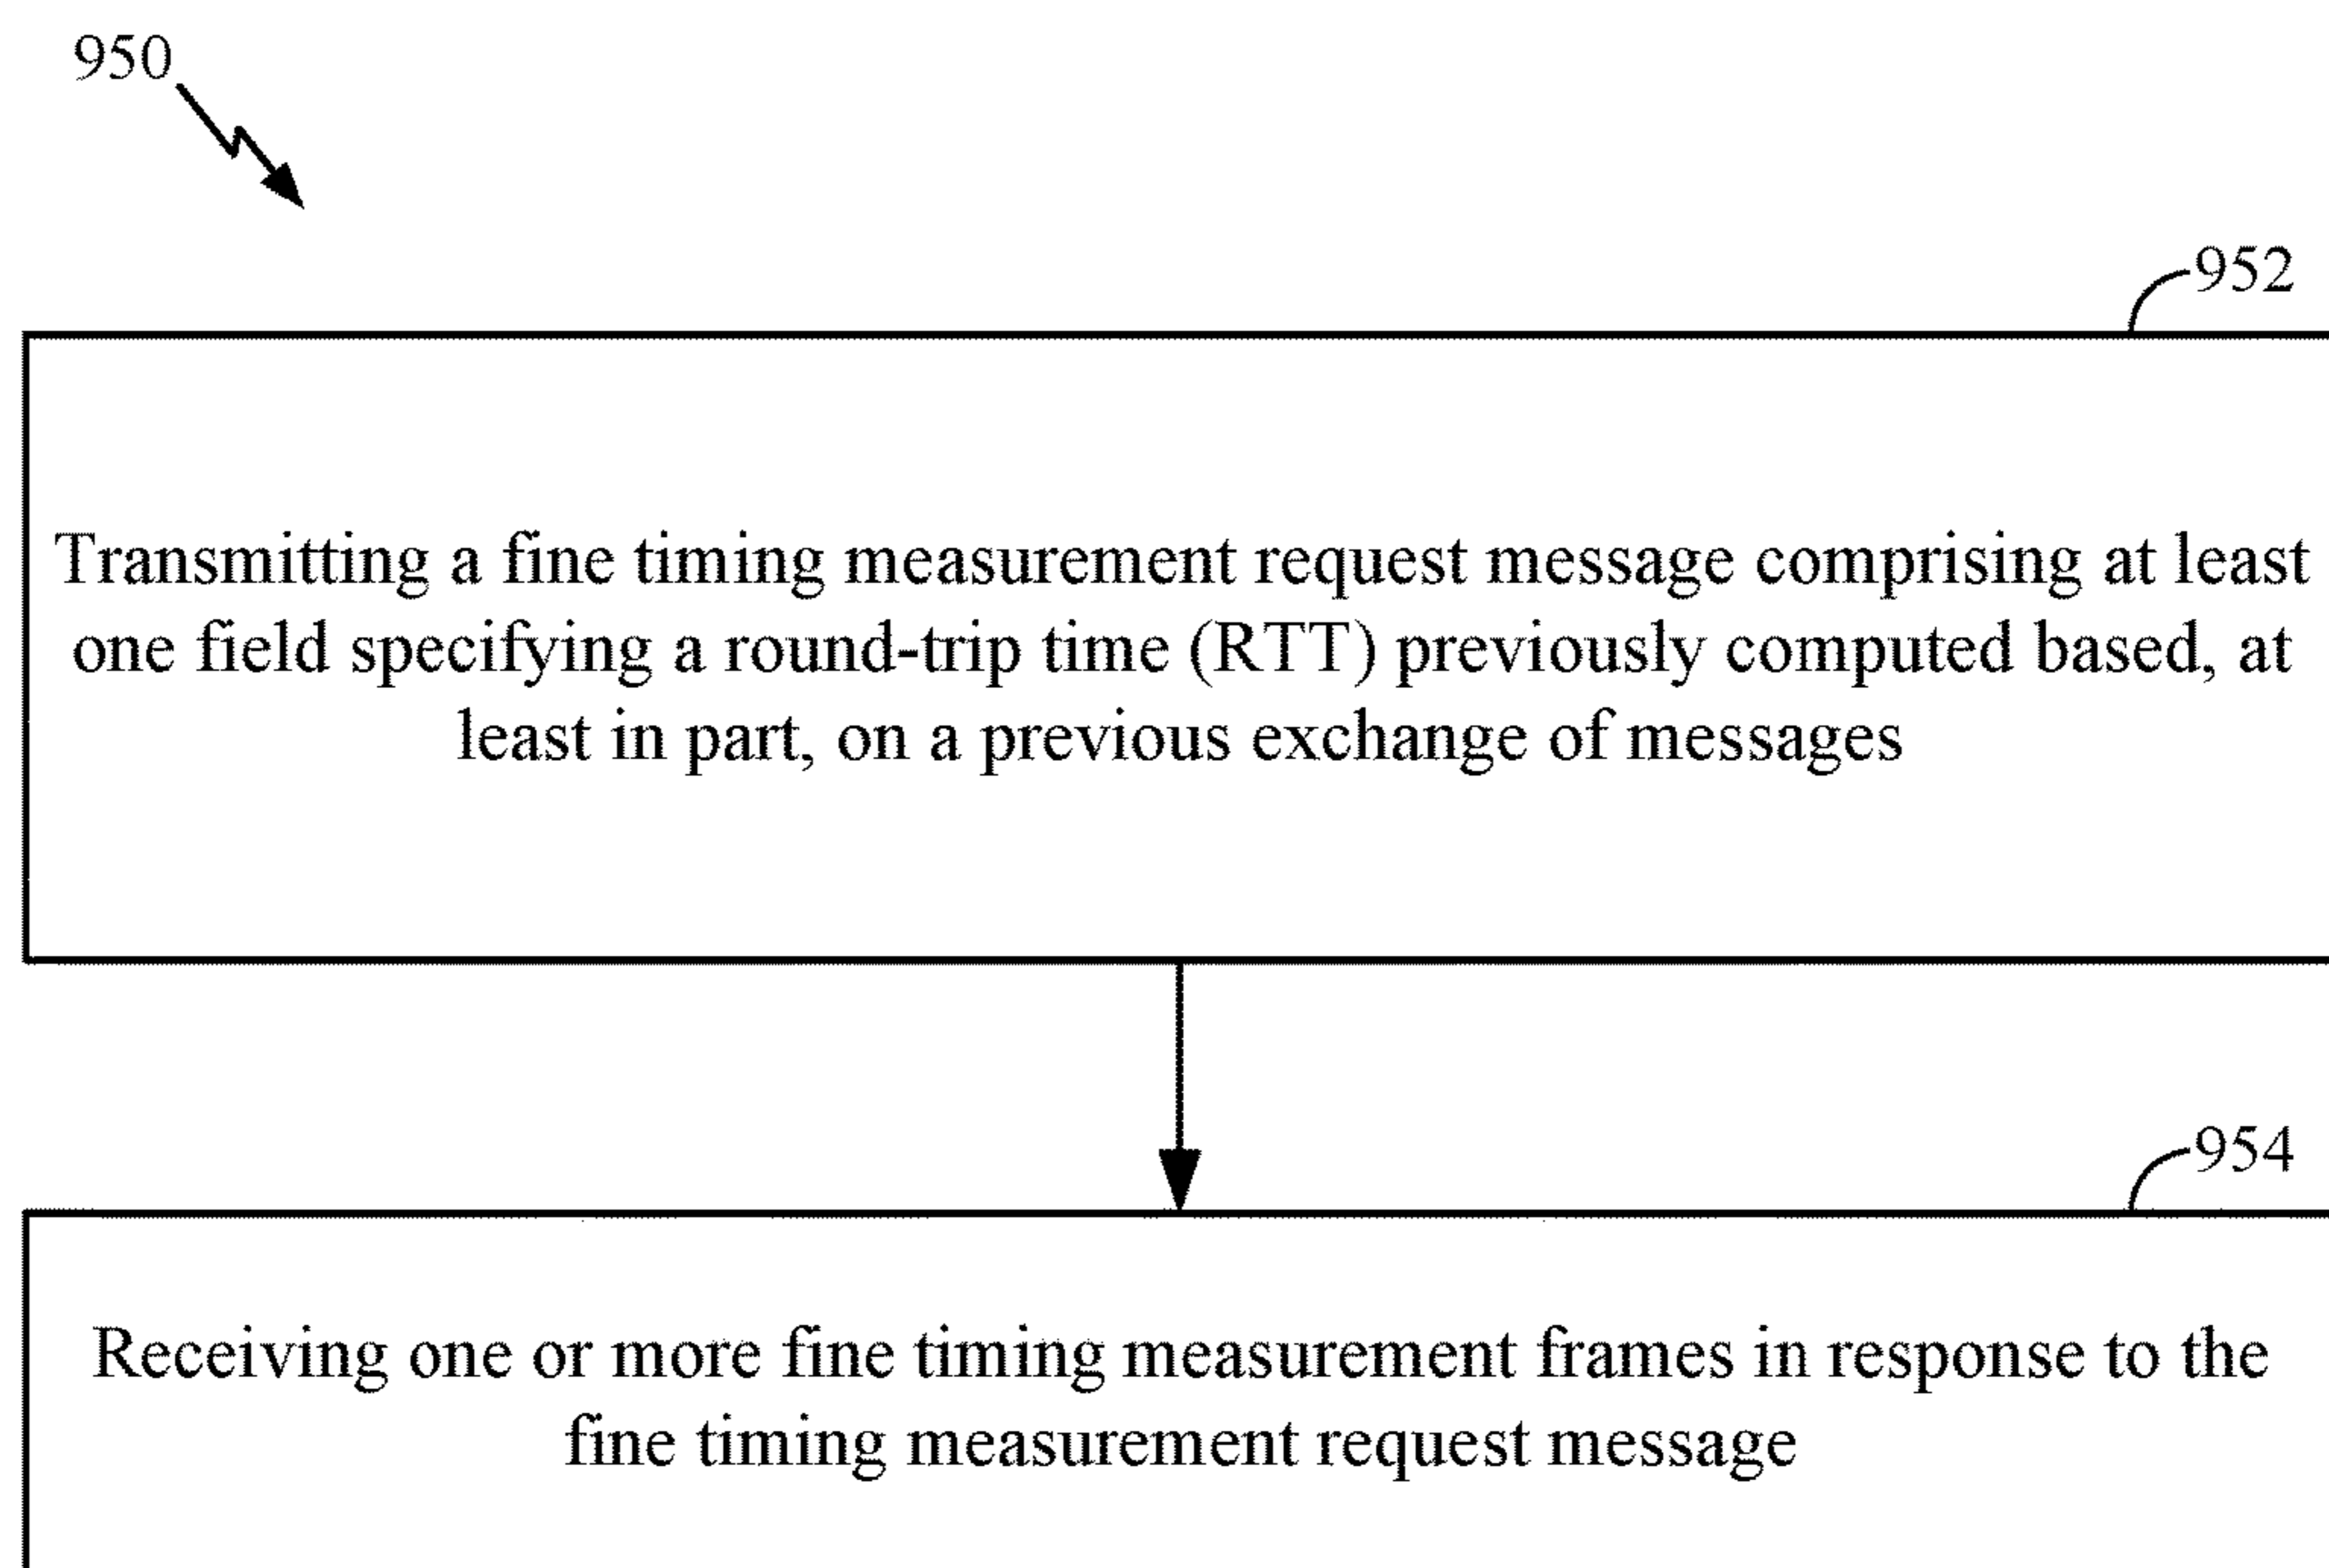 950
952
Transmitting a fine timing measurement request message comprising at least
one field specifying a round-trip time (RTT) previously computed based, at
least in part, on a previous exchange of messages
954
Receiving one or more fine timing measurement frames in response to the
fine timing measurement request message